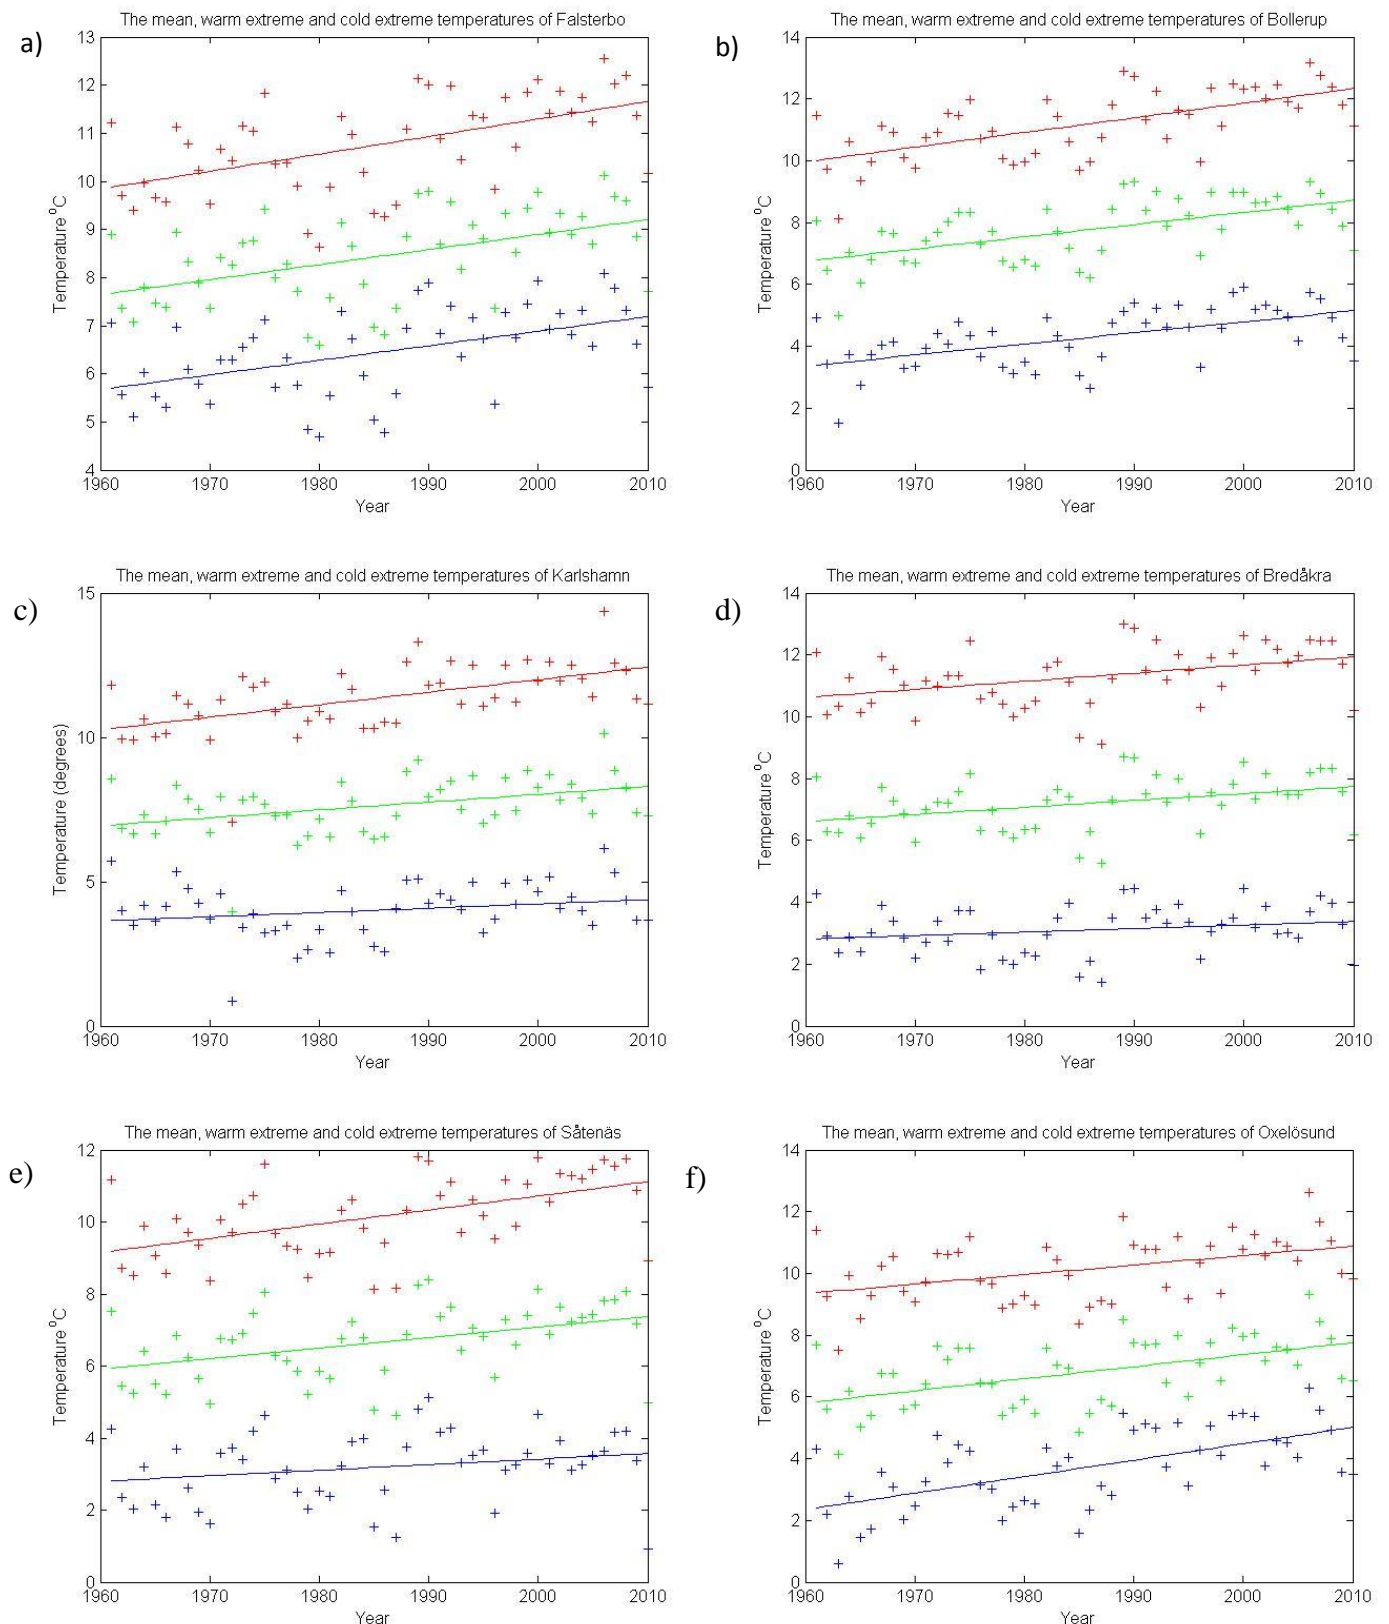 a)
The mean, warm extreme and cold extreme temperatures of Falsterbo
13
12
11
10
9
8
7
6
5
4
Temperature °C
1960 1970 1980 1990 2000 2010
Year
b)
The mean, warm extreme and cold extreme temperatures of Bollerup
14
12
10
8
6
4
2
0
Temperature °C
1960 1970 1980 1990 2000 2010
Year
c)
The mean, warm extreme and cold extreme temperatures of Karlshamn
15
10
5
0
Temperature (degrees)
1960 1970 1980 1990 2000 2010
Year
d)
The mean, warm extreme and cold extreme temperatures of Bredåkra
14
12
10
8
6
4
2
0
Temperature °C
1960 1970 1980 1990 2000 2010
Year
e)
The mean, warm extreme and cold extreme temperatures of Såtenäs
12
10
8
6
4
2
0
Temperature °C
1960 1970 1980 1990 2000 2010
Year
f)
The mean, warm extreme and cold extreme temperatures of Oxelösund
14
12
10
8
6
4
2
0
Temperature °C
1960 1970 1980 1990 2000 2010
Year